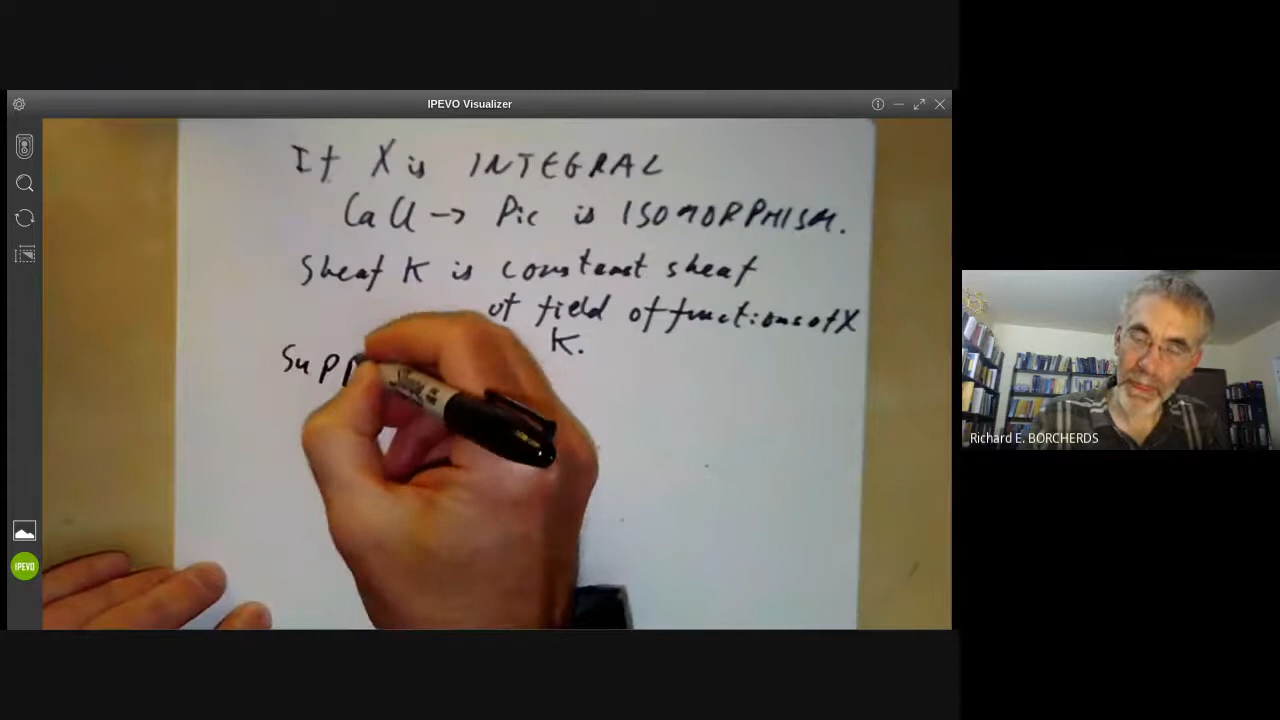 IPEVO Visualizer
If X is INTEGRAL
CaCl → Pic is ISOMORPHISM.
Sheaf K is constant sheaf
of field of functions of X
K.
Supp
Richard E. BORCHERDS
IPEVO